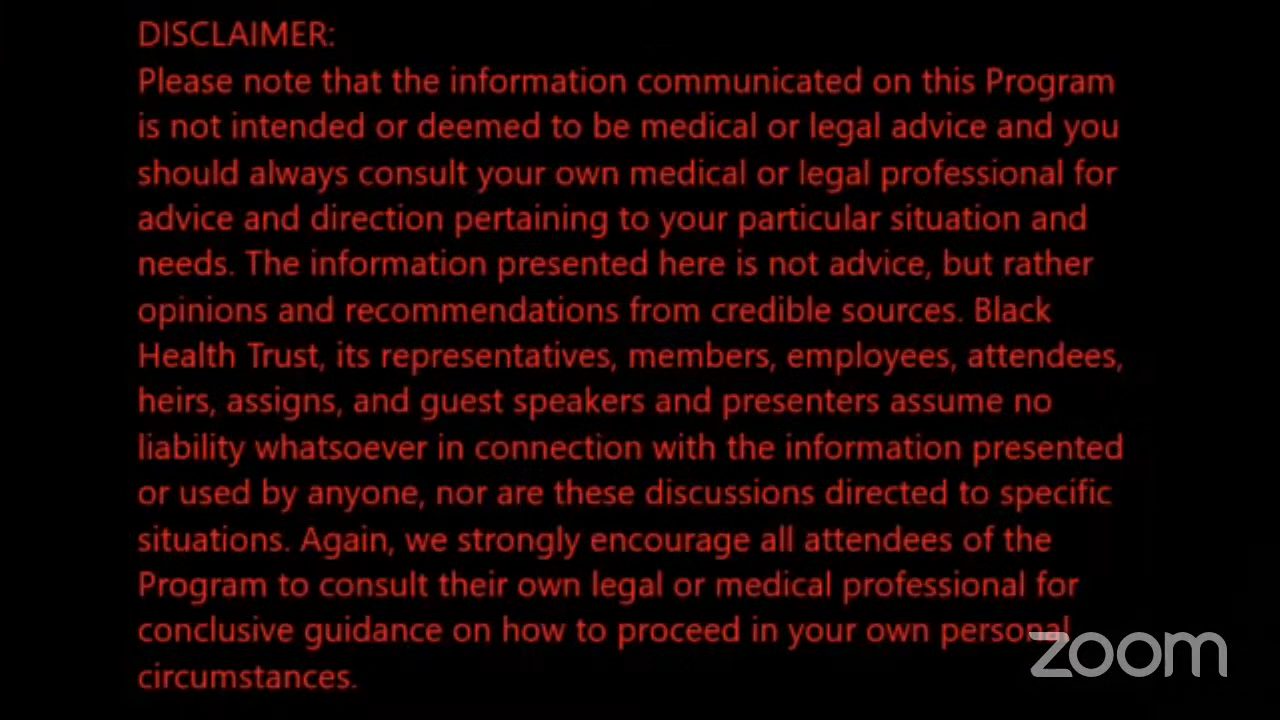 DISCLAIMER:
Please note that the information communicated on this Program
is not intended or deemed to be medical or legal advice and you
should always consult your own medical or legal professional for
advice and direction pertaining to your particular situation and
needs. The information presented here is not advice, but rather
opinions and recommendations from credible sources. Black
Health Trust, its representatives, members, employees, attendees,
heirs, assigns, and guest speakers and presenters assume no
liability whatsoever in connection with the information presented
or used by anyone, nor are these discussions directed to specific
situations. Again, we strongly encourage all attendees of the
Program to consult their own legal or medical professional for
conclusive guidance on how to proceed in your own personal
circumstances.
zoom